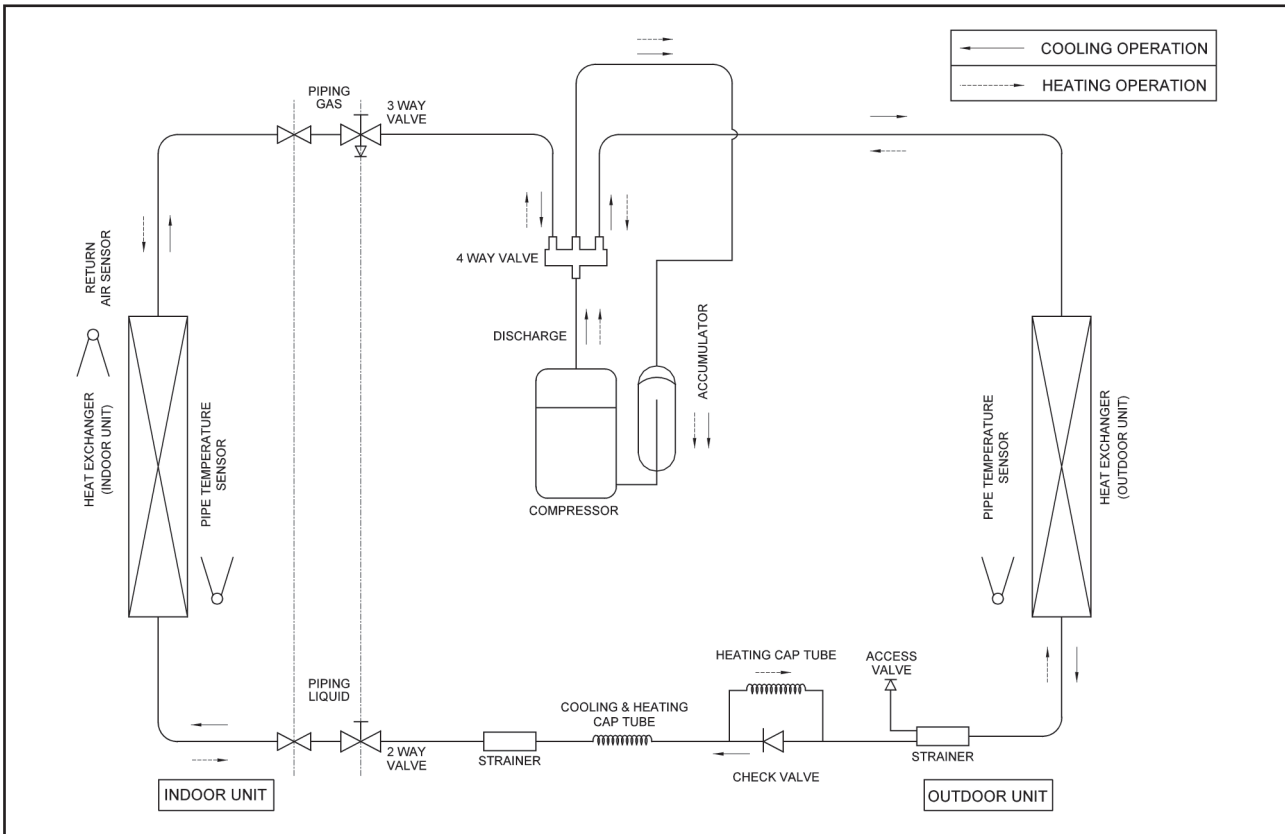 COOLING OPERATION
HEATING OPERATION
PIPING
GAS
3 WAY
VALVE
RETURN
AIR SENSOR
4 WAY VALVE
DISCHARGE
ACCUMULATOR
HEAT EXCHANGER
(INDOOR UNIT)
PIPE TEMPERATURE
SENSOR
COMPRESSOR
PIPE TEMPERATURE
SENSOR
HEAT EXCHANGER
(OUTDOOR UNIT)
PIPING
LIQUID
2 WAY
VALVE
STRAINER
COOLING & HEATING
CAP TUBE
HEATING CAP TUBE
CHECK VALVE
ACCESS
VALVE
STRAINER
INDOOR UNIT
OUTDOOR UNIT